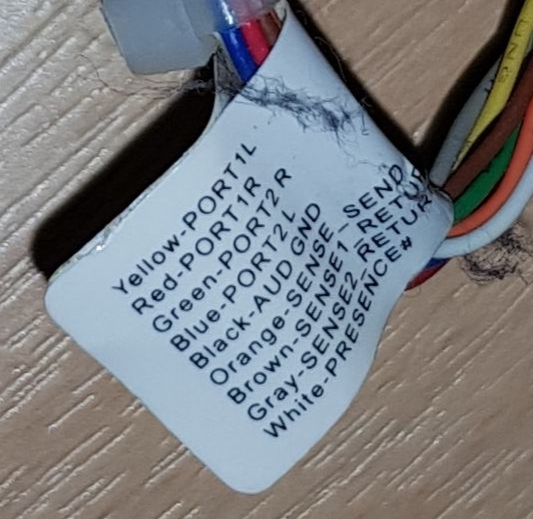 Yellow-PORT1L
Red-PORT1R
Green-PORT2R
Blue-PORT2L
Black-AUD GND
Orange-SENSE_SEND
Brown-SENSE1_RETUR
Gray-SENSE2_RETUR
White-PRESENCE#